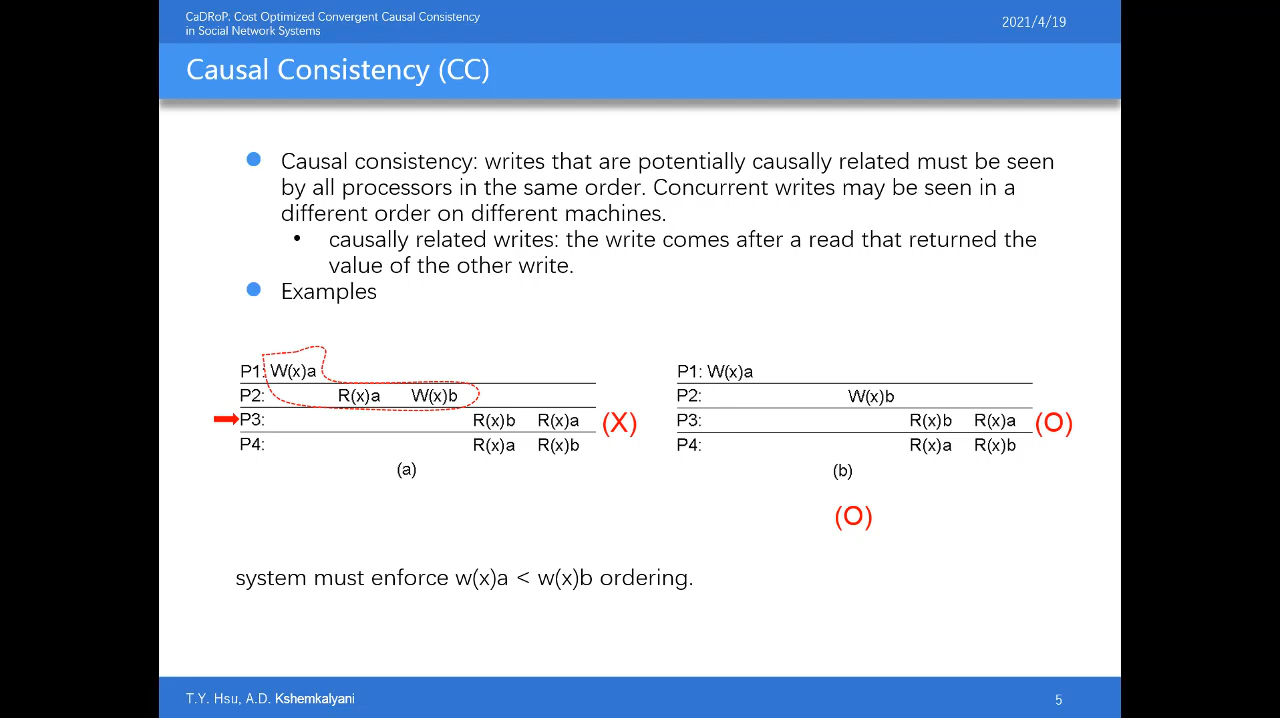 CaDRoP: Cost Optimized Convergent Causal Consistency
in Social Network Systems
2021/4/19
Causal Consistency (CC)
Causal consistency: writes that are potentially causally related must be seen
by all processors in the same order. Concurrent writes may be seen in a
different order on different machines.
• causally related writes: the write comes after a read that returned the
value of the other write.
Examples
P1: W(x)a
P2: R(x)a W(x)b
P3: R(x)b R(x)a (X)
P4: R(x)a R(x)b
(a)
P1: W(x)a
P2: W(x)b
P3: R(x)b R(x)a (O)
P4: R(x)a R(x)b
(b)
(O)
system must enforce w(x)a < w(x)b ordering.
T.Y. Hsu, A.D. Kshemkalyani
5